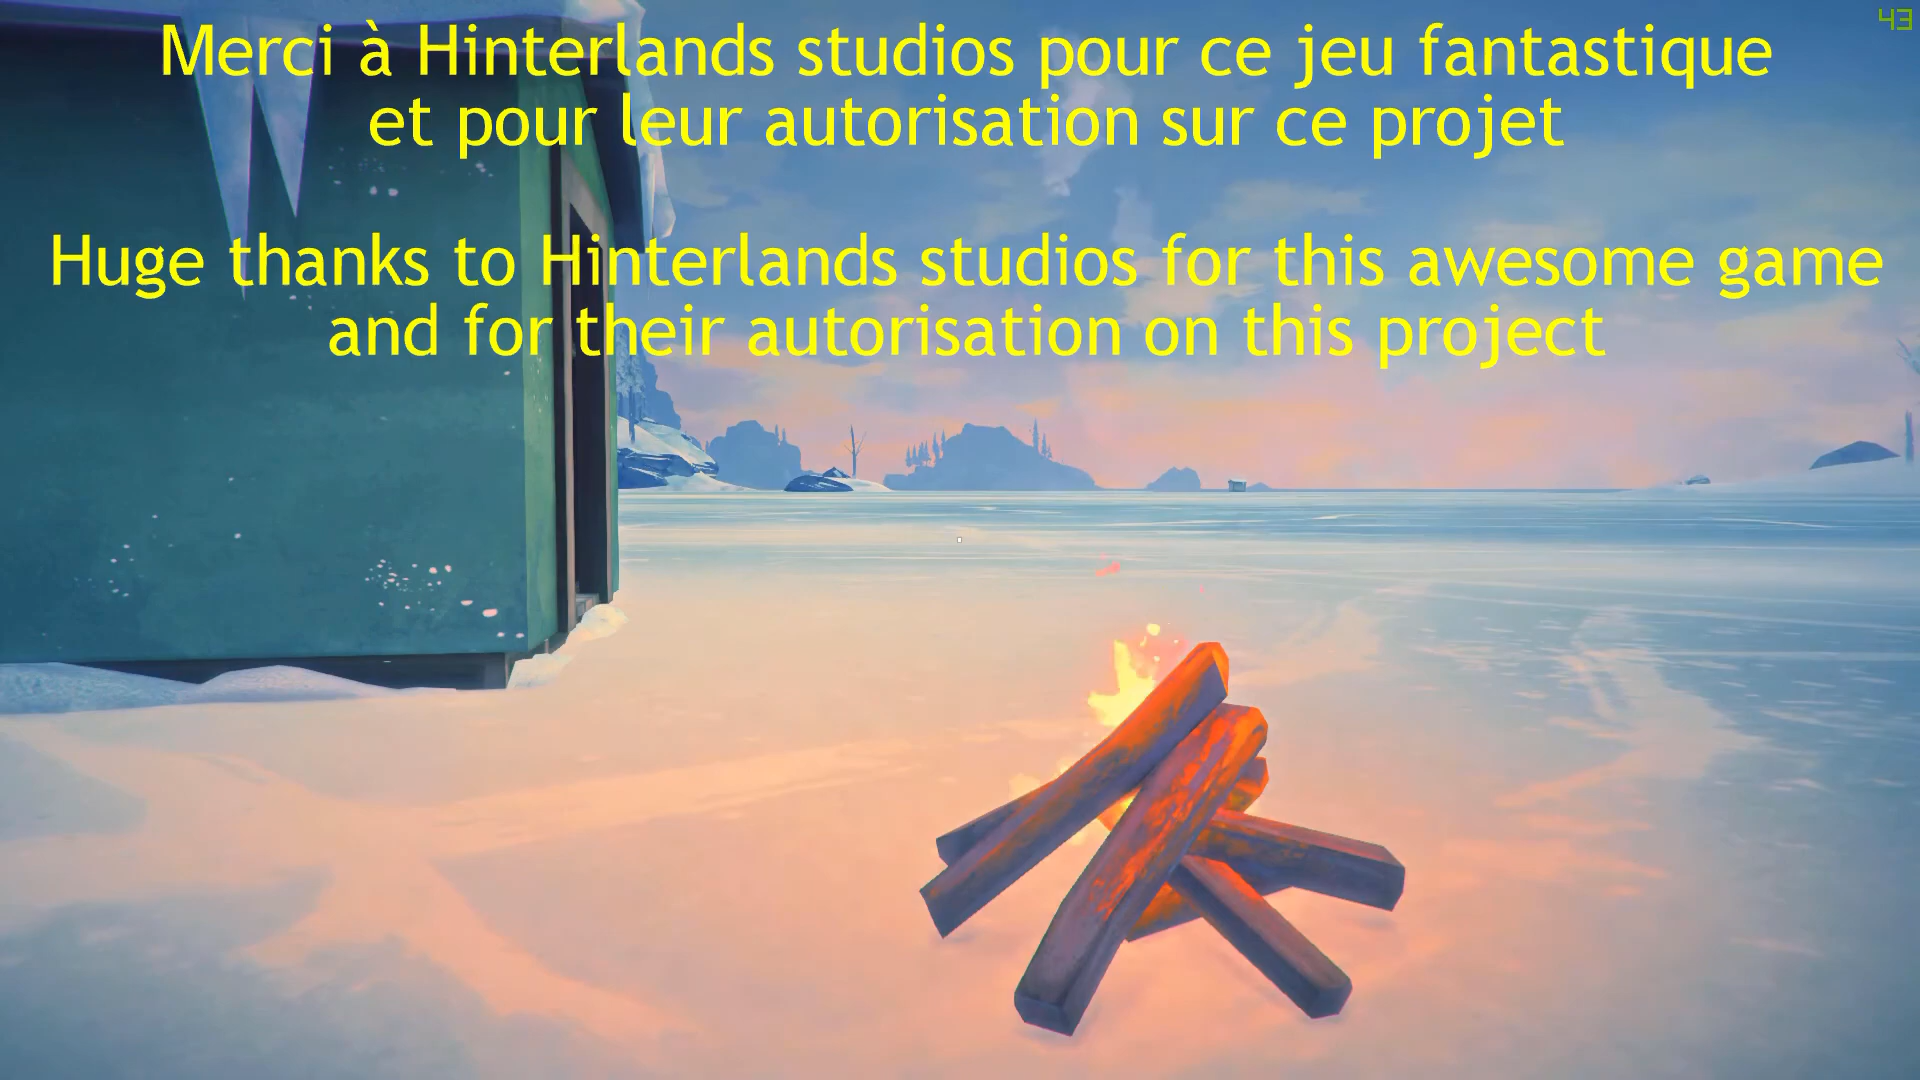 43
Merci à Hinterlands studios pour ce jeu fantastique
et pour leur autorisation sur ce projet
Huge thanks to Hinterlands studios for this awesome game
and for their autorisation on this project